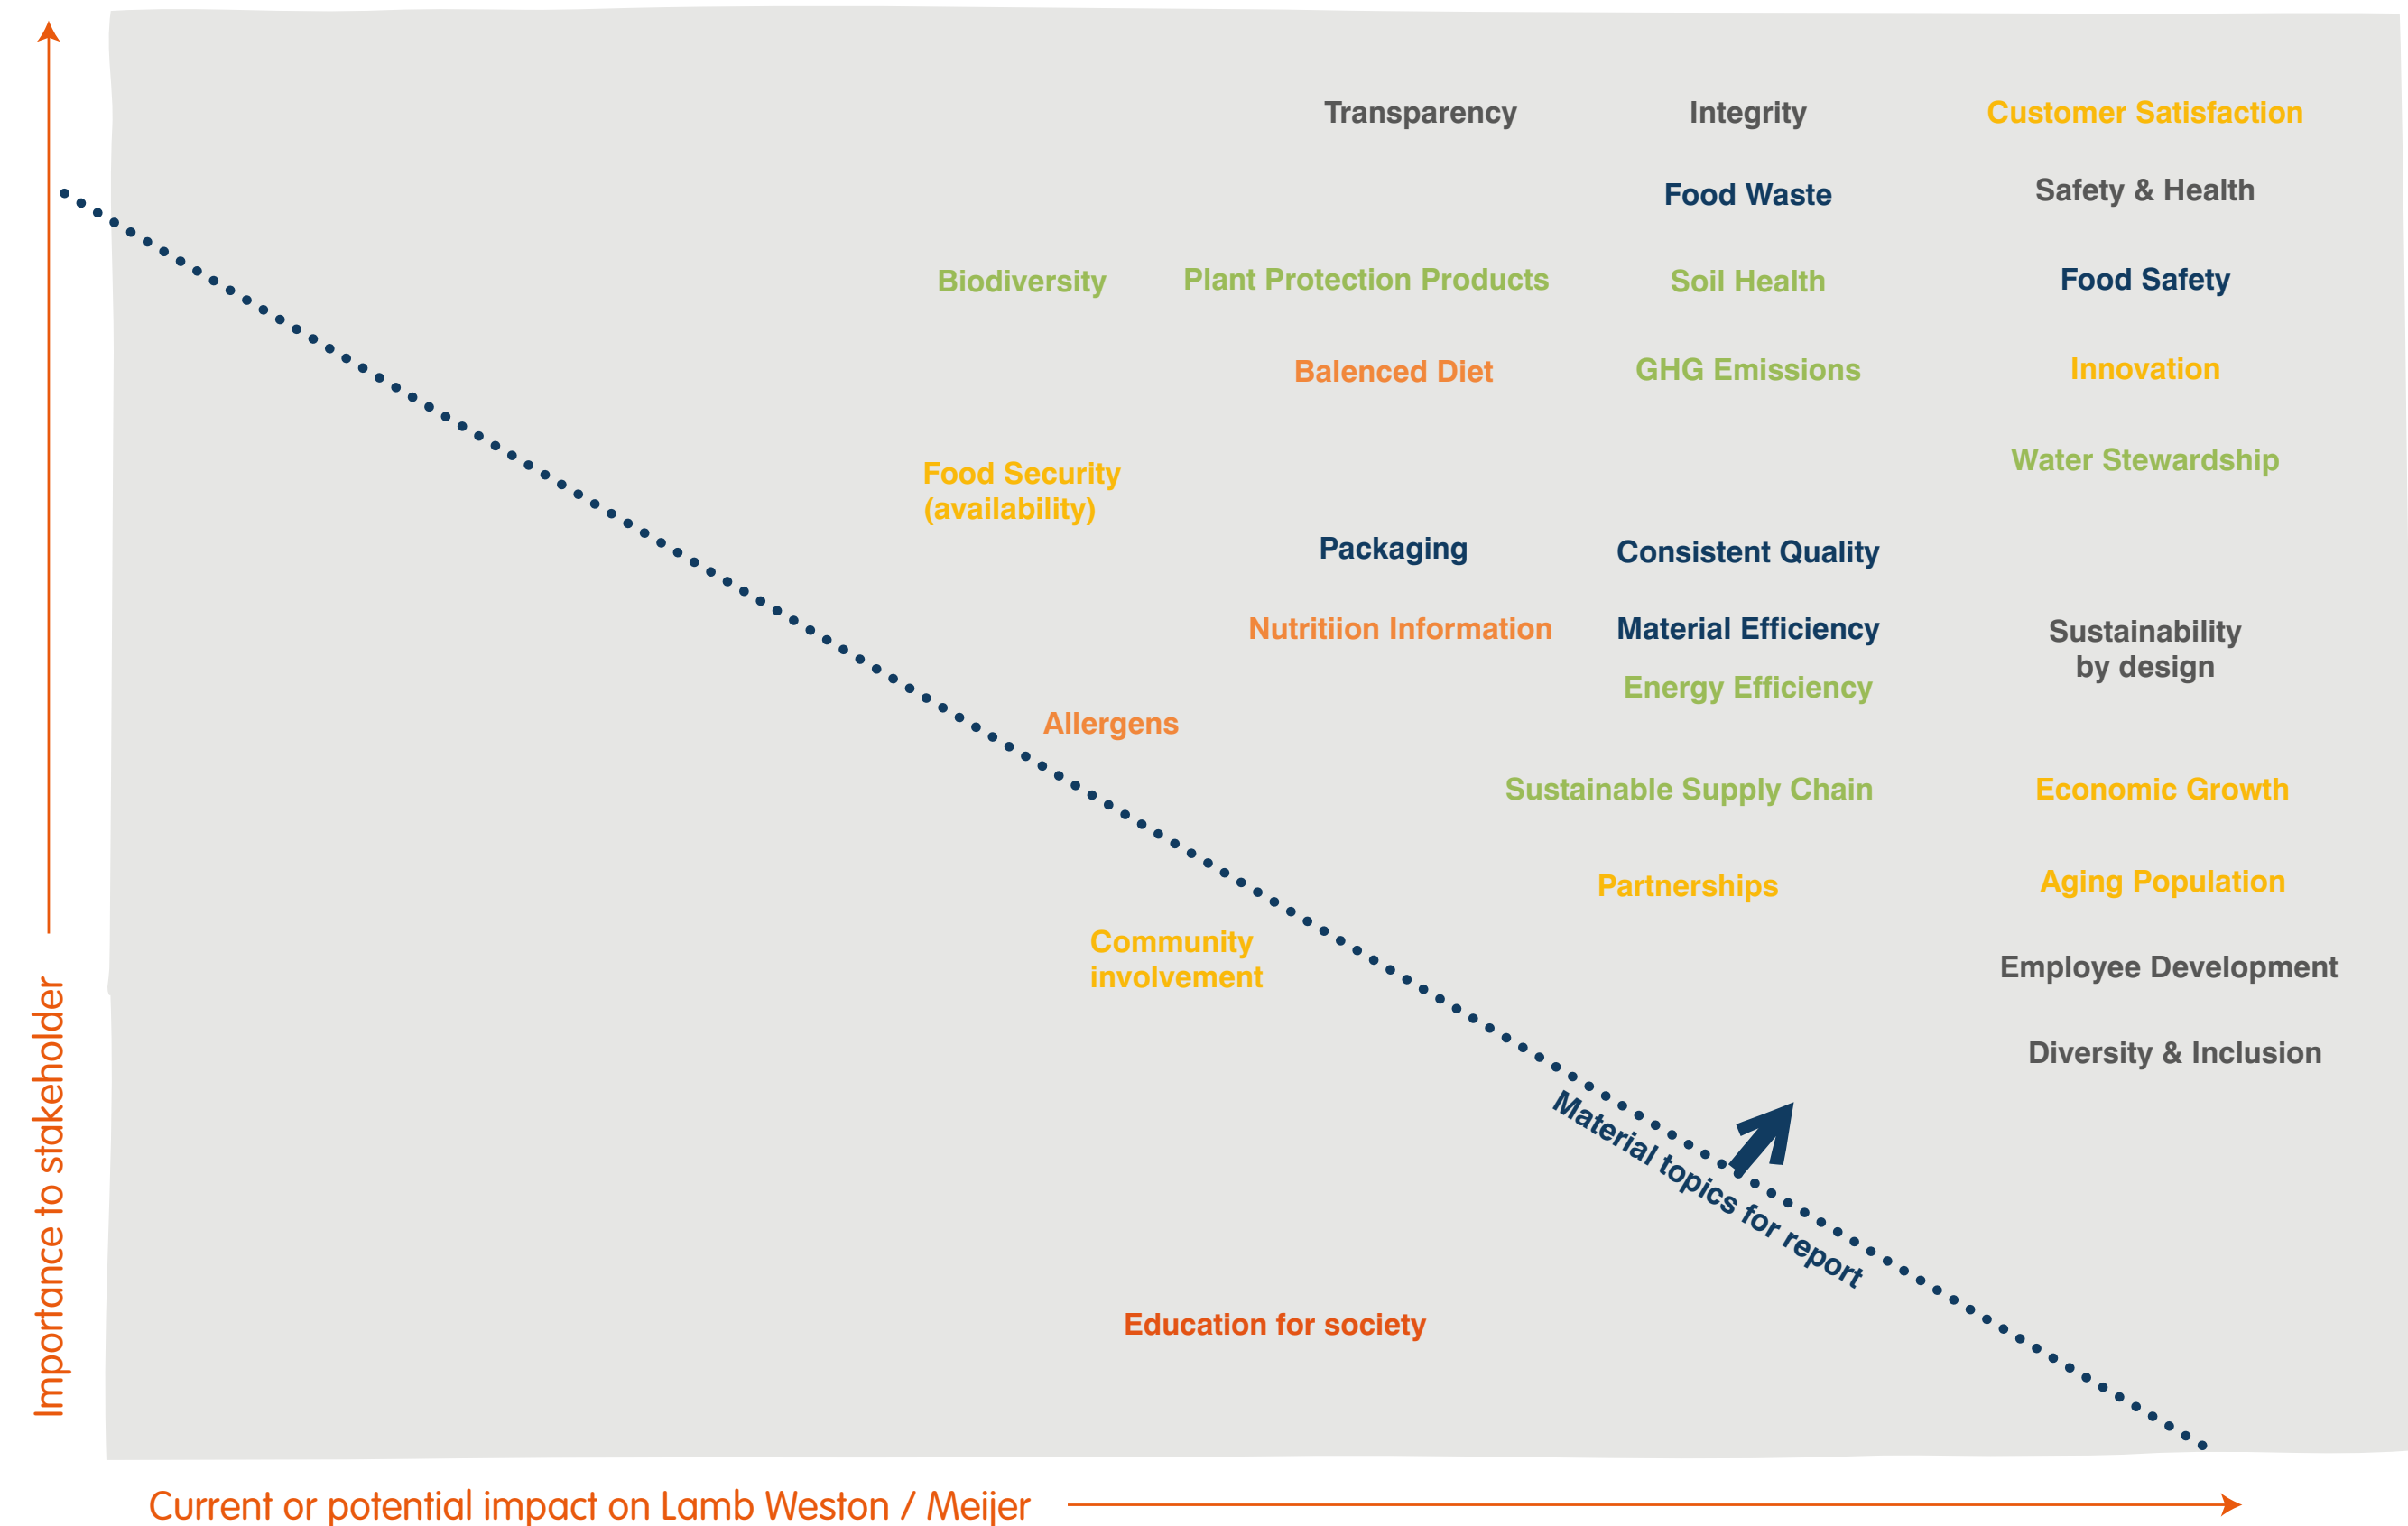 Transparency
Integrity
Customer Satisfaction
Food Waste
Safety & Health
Biodiversity
Plant Protection Products
Soil Health
Food Safety
Balenced Diet
GHG Emissions
Innovation
Food Security
(availability)
Water Stewardship
Packaging
Consistent Quality
Nutritiion Information
Material Efficiency
Sustainability
by design
Energy Efficiency
Allergens
Sustainable Supply Chain
Economic Growth
Partnerships
Aging Population
Community
involvement
Employee Development
Diversity & Inclusion
Material topics for report
Education for society
Importance to stakeholder
Current or potential impact on Lamb Weston / Meijer